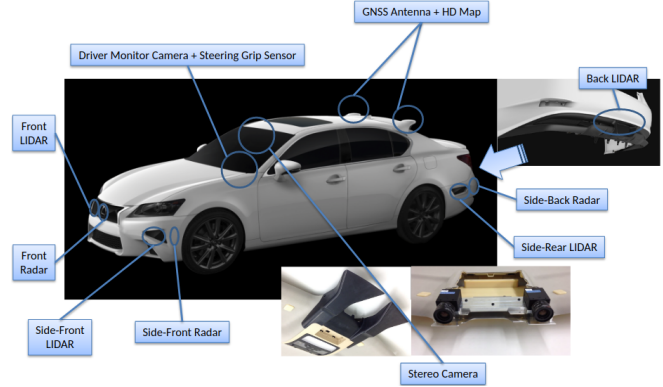 GNSS Antenna + HD Map
Driver Monitor Camera + Steering Grip Sensor
Back LIDAR
Front
LIDAR
Side-Back Radar
Side-Rear LIDAR
Front
Radar
Side-Front
LIDAR
Side-Front Radar
Stereo Camera